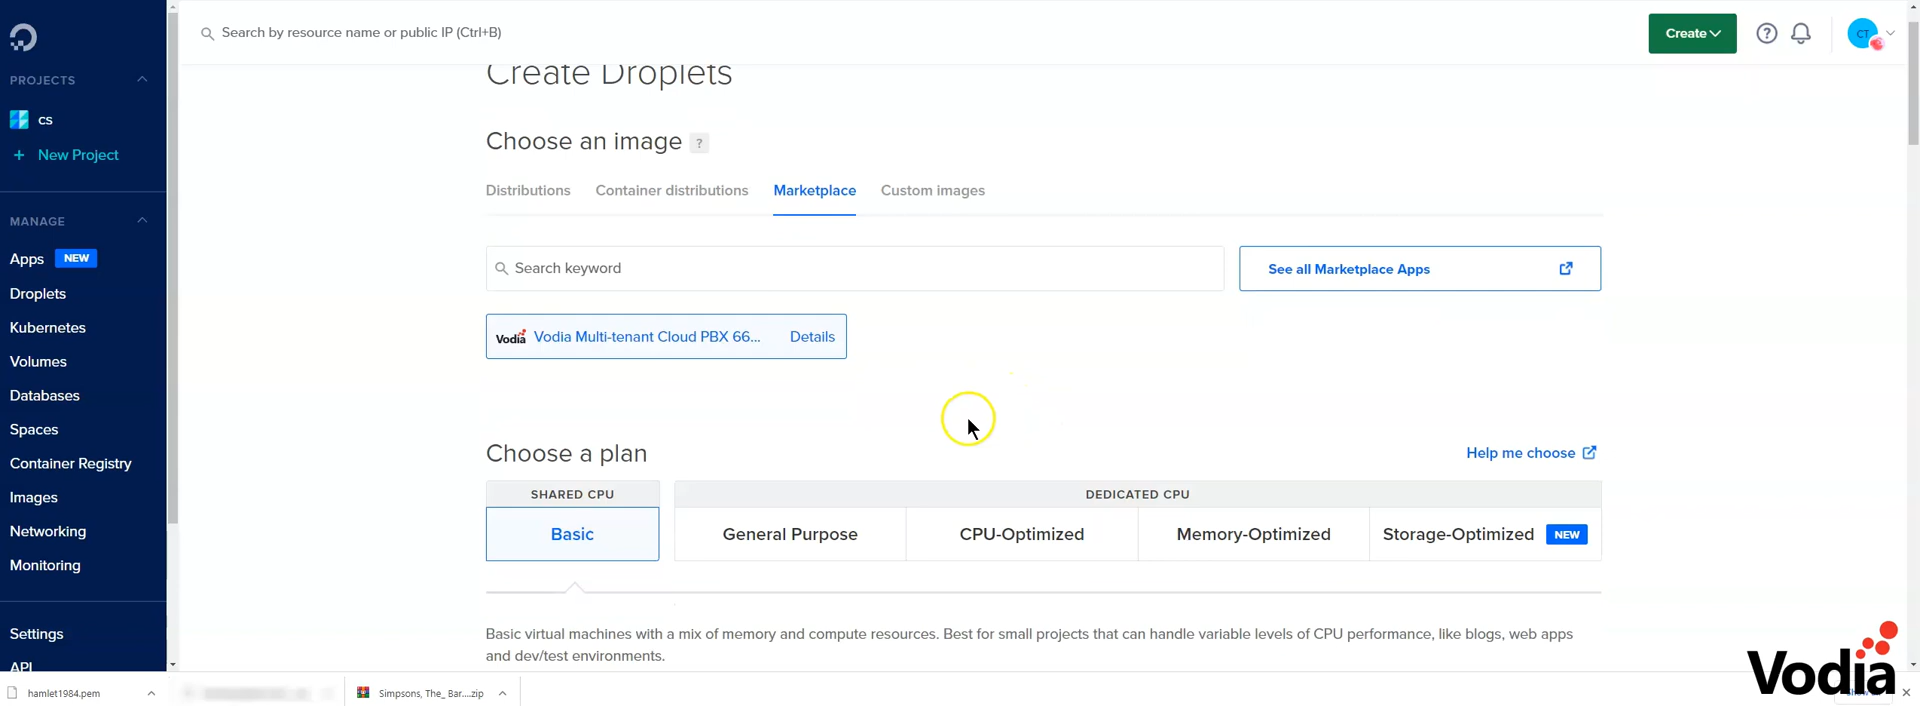 Search by resource name or public IP (Ctrl+B)
Create
CT
PROJECTS
cs
+ New Project
MANAGE
Apps NEW
Droplets
Kubernetes
Volumes
Databases
Spaces
Container Registry
Images
Networking
Monitoring
Settings
API
Create Droplets
Choose an image ?
Distributions Container distributions Marketplace Custom images
Search keyword
See all Marketplace Apps
Vodia Vodia Multi-tenant Cloud PBX 66... Details
Choose a plan
Help me choose
SHARED CPU
DEDICATED CPU
Basic
General Purpose
CPU-Optimized
Memory-Optimized
Storage-Optimized NEW
Basic virtual machines with a mix of memory and compute resources. Best for small projects that can handle variable levels of CPU performance, like blogs, web apps
and dev/test environments.
hamlet1984.pem
Simpsons, The_ Bar....zip
Vodia